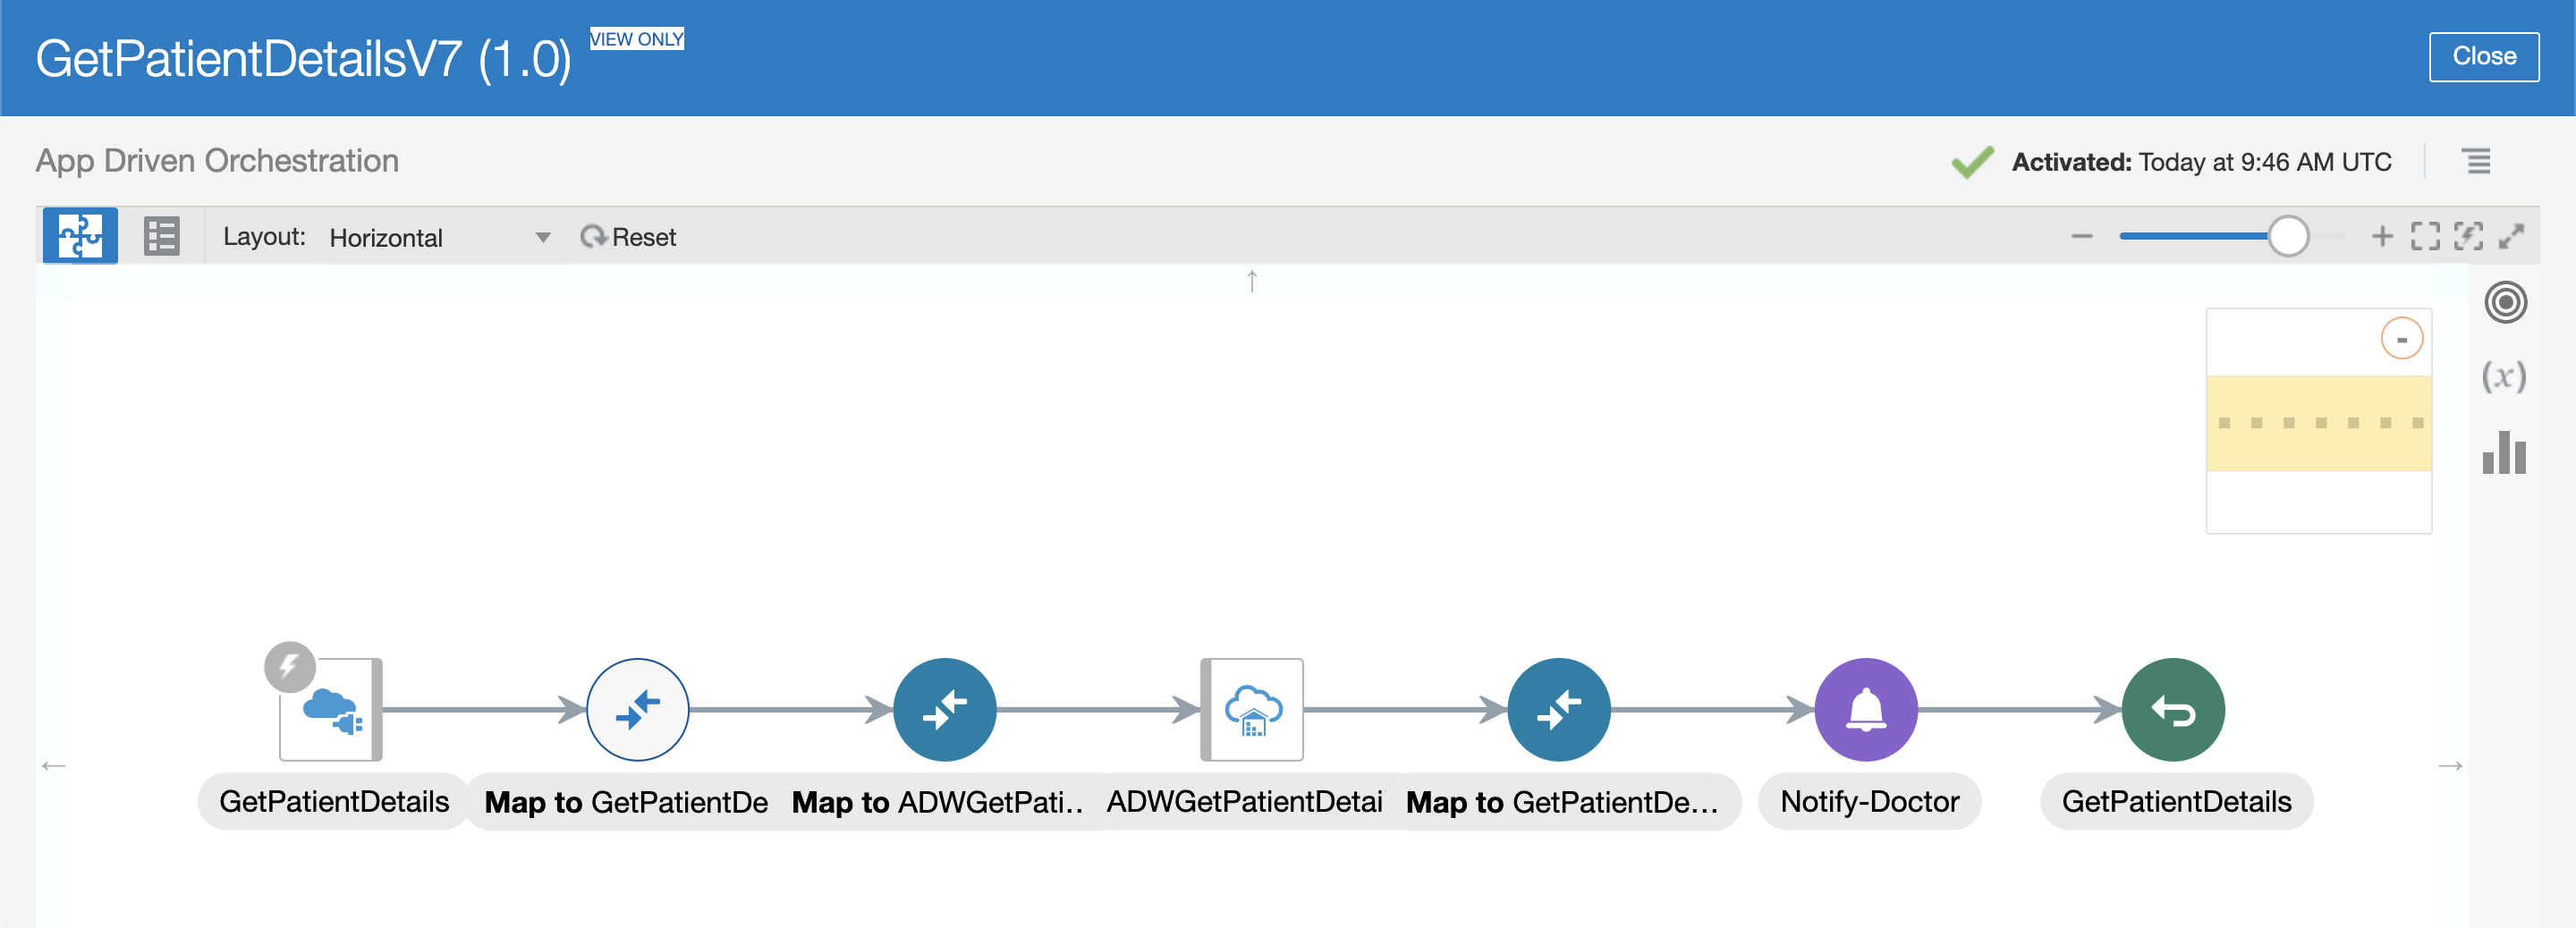 GetPatientDetailsV7 (1.0) VIEW ONLY
Close
App Driven Orchestration
Activated: Today at 9:46 AM UTC
Layout: Horizontal
Reset
(x)
GetPatientDetails
Map to GetPatientDe
Map to ADWGetPati..
ADWGetPatientDetai
Map to GetPatientDe...
Notify-Doctor
GetPatientDetails